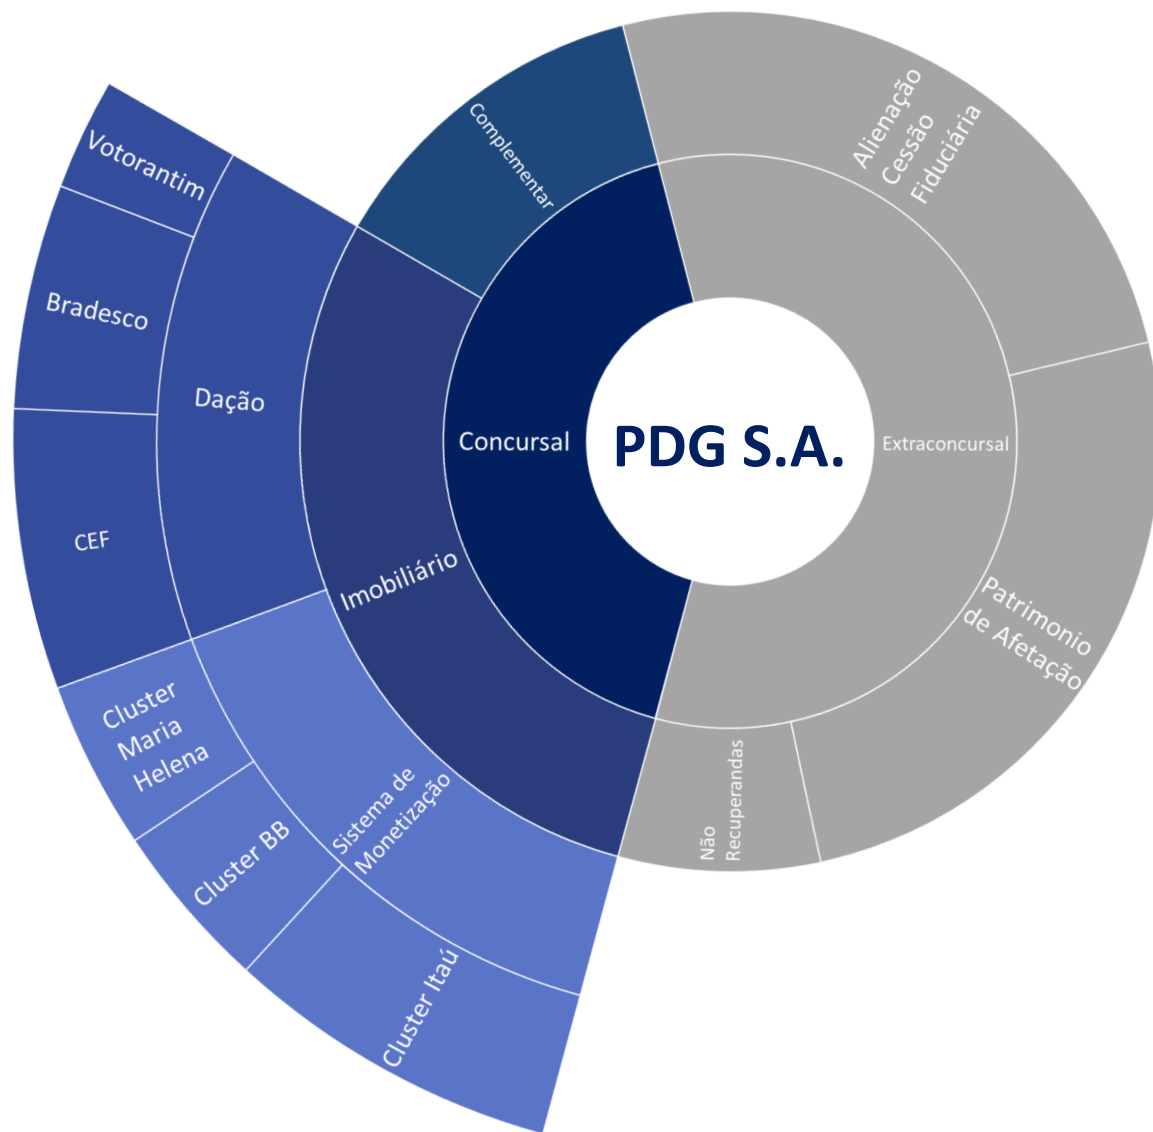 PDG S.A.
Concursal
Extraconcursal
Complementar
Imobiliário
Dação
Votorantim
Bradesco
CEF
Sistema de
Monetização
Cluster
Maria
Helena
Cluster BB
Cluster Itaú
Alienação
Cessão
Fiduciária
Patrimonio
de Afetação
Não
Recuperandas